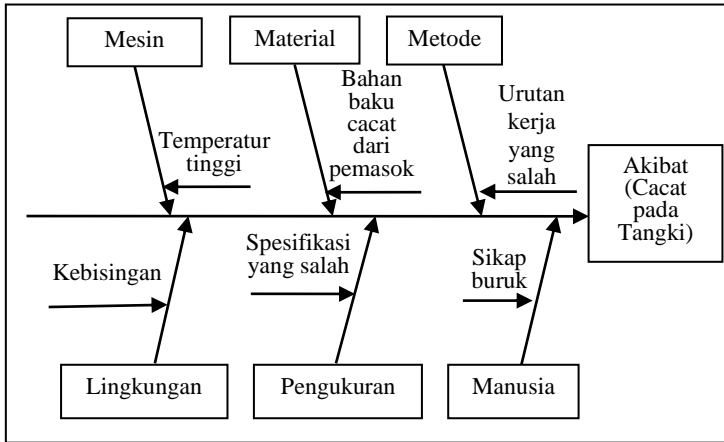 Mesin
Material
Metode
Temperatur
tinggi
Bahan
baku
cacat
dari
pemasok
Urutan
kerja
yang
salah
Akibat
(Cacat
pada
Tangki)
Kebisingan
Spesifikasi
yang salah
Sikap
buruk
Lingkungan
Pengukuran
Manusia